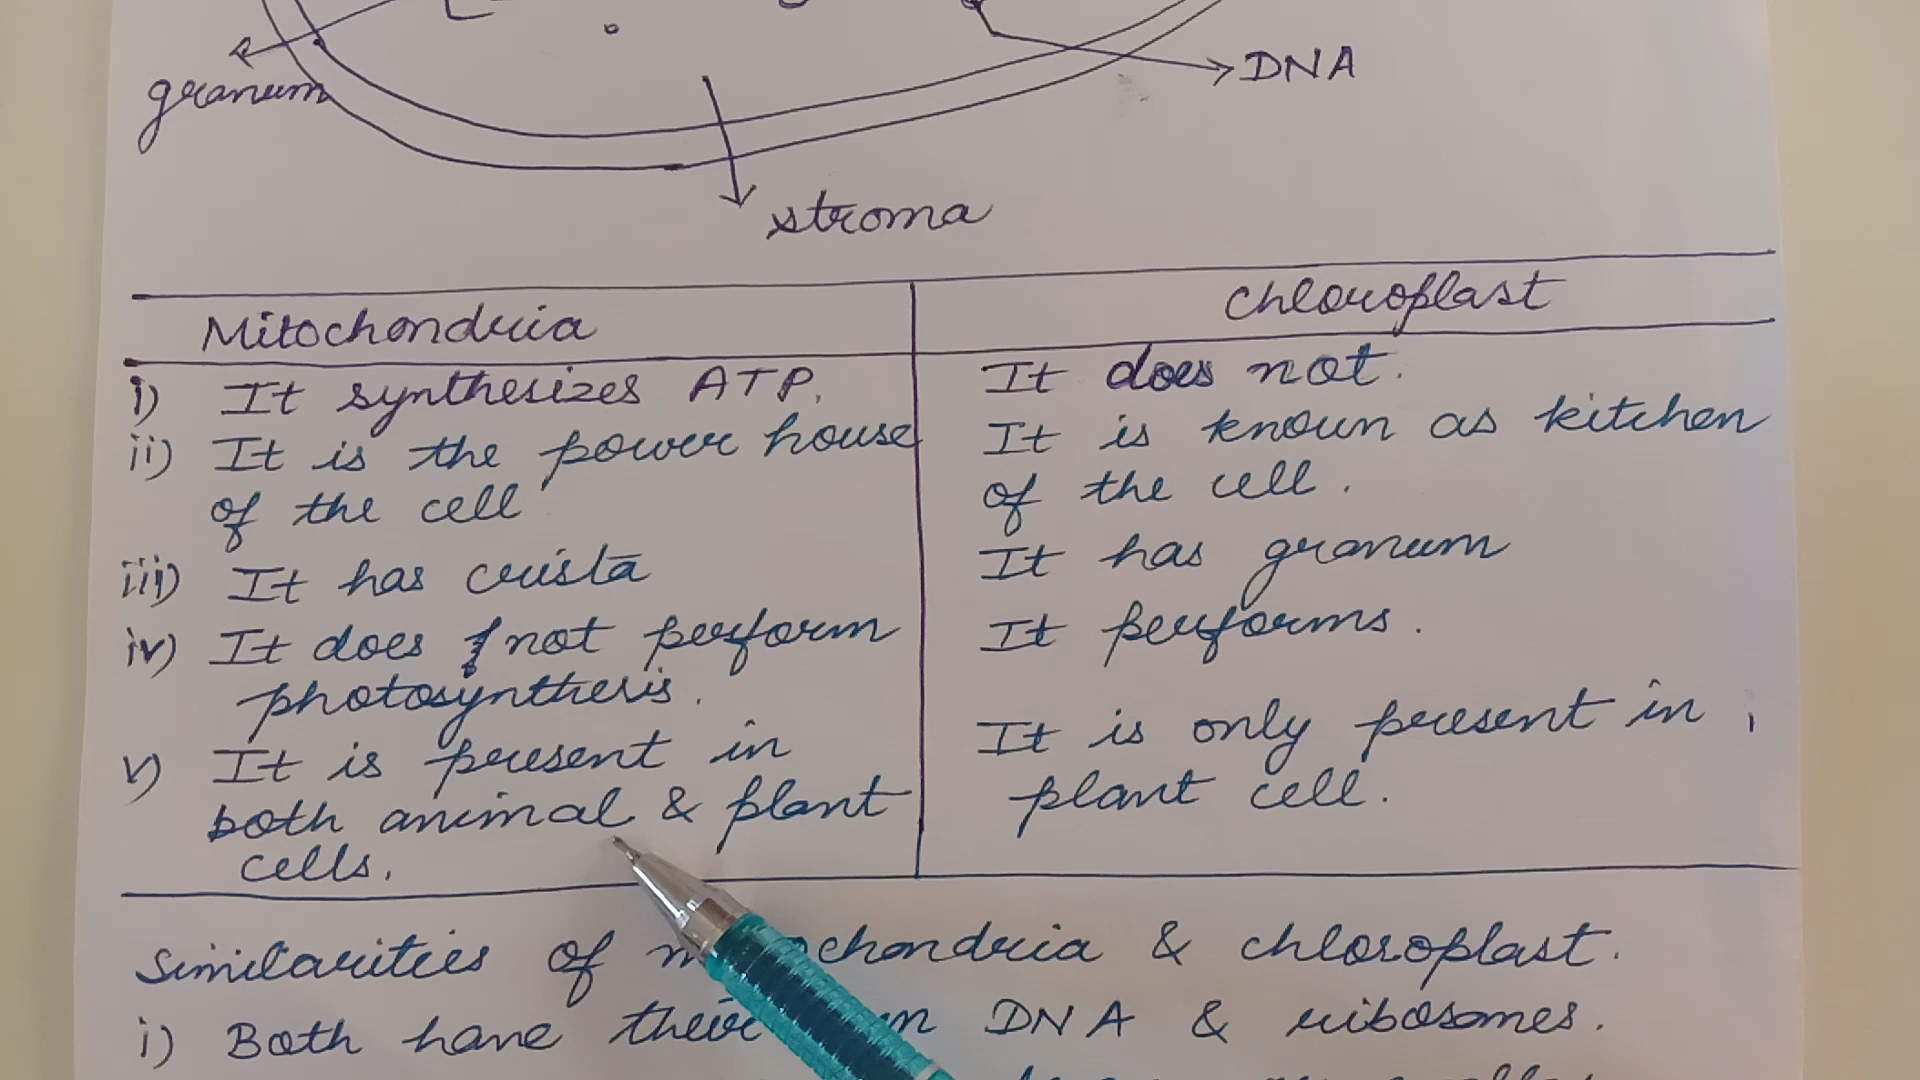 granum
DNA
stroma
Mitochondria
Chloroplast
i) It synthesizes ATP.
It does not.
ii) It is the power house
of the cell
It is known as kitchen
of the cell.
iii) It has cristā
It has granum
iv) It does not perform
photosynthesis.
It performs.
v) It is present in
both animal & plant
cells.
It is only present in
plant cell.
Similarities of mitochondria & chloroplast.
i) Both have their DNA & ribosomes.